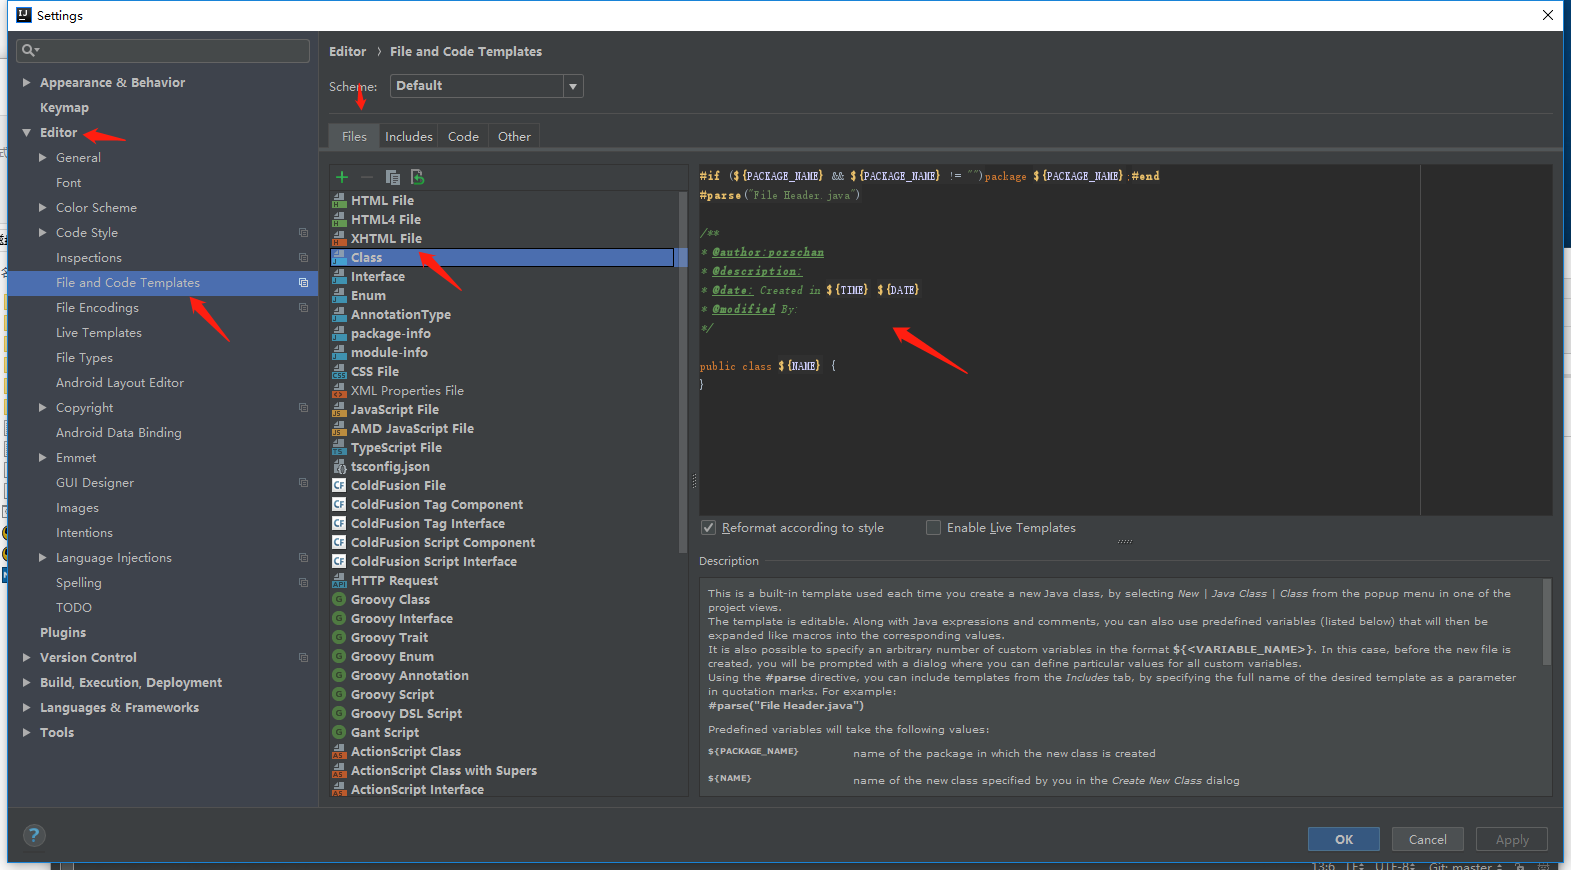 Settings
Appearance & Behavior
Keymap
Editor
General
Font
Color Scheme
Code Style
Inspections
File and Code Templates
File Encodings
Live Templates
File Types
Android Layout Editor
Copyright
Android Data Binding
Emmet
GUI Designer
Images
Intentions
Language Injections
Spelling
TODO
Plugins
Version Control
Build, Execution, Deployment
Languages & Frameworks
Tools
Editor › File and Code Templates
Scheme: Default
Files Includes Code Other
HTML File
HTML4 File
XHTML File
Class
Interface
Enum
AnnotationType
package-info
module-info
CSS File
XML Properties File
JavaScript File
AMD JavaScript File
TypeScript File
tsconfig.json
ColdFusion File
ColdFusion Tag Component
ColdFusion Tag Interface
ColdFusion Script Component
ColdFusion Script Interface
HTTP Request
Groovy Class
Groovy Interface
Groovy Trait
Groovy Enum
Groovy Annotation
Groovy Script
Groovy DSL Script
Gant Script
ActionScript Class
ActionScript Class with Supers
ActionScript Interface
#if (${PACKAGE_NAME} && ${PACKAGE_NAME} != "")package ${PACKAGE_NAME};#end
#parse("File Header.java")
/**
* @author:porschan
* @description:
* @date: Created in ${TIME} ${DATE}
* @modified By:
*/
public class ${NAME} {
}
Reformat according to style Enable Live Templates
Description
This is a built-in template used each time you create a new Java class, by selecting New | Java Class | Class from the popup menu in one of the
project views.
The template is editable. Along with Java expressions and comments, you can also use predefined variables (listed below) that will then be
expanded like macros into the corresponding values.
It is also possible to specify an arbitrary number of custom variables in the format ${<VARIABLE_NAME>}. In this case, before the new file is
created, you will be prompted with a dialog where you can define particular values for all custom variables.
Using the #parse directive, you can include templates from the Includes tab, by specifying the full name of the desired template as a parameter
in quotation marks. For example:
#parse("File Header.java")
Predefined variables will take the following values:
${PACKAGE_NAME} name of the package in which the new class is created
${NAME} name of the new class specified by you in the Create New Class dialog
?
OK Cancel Apply